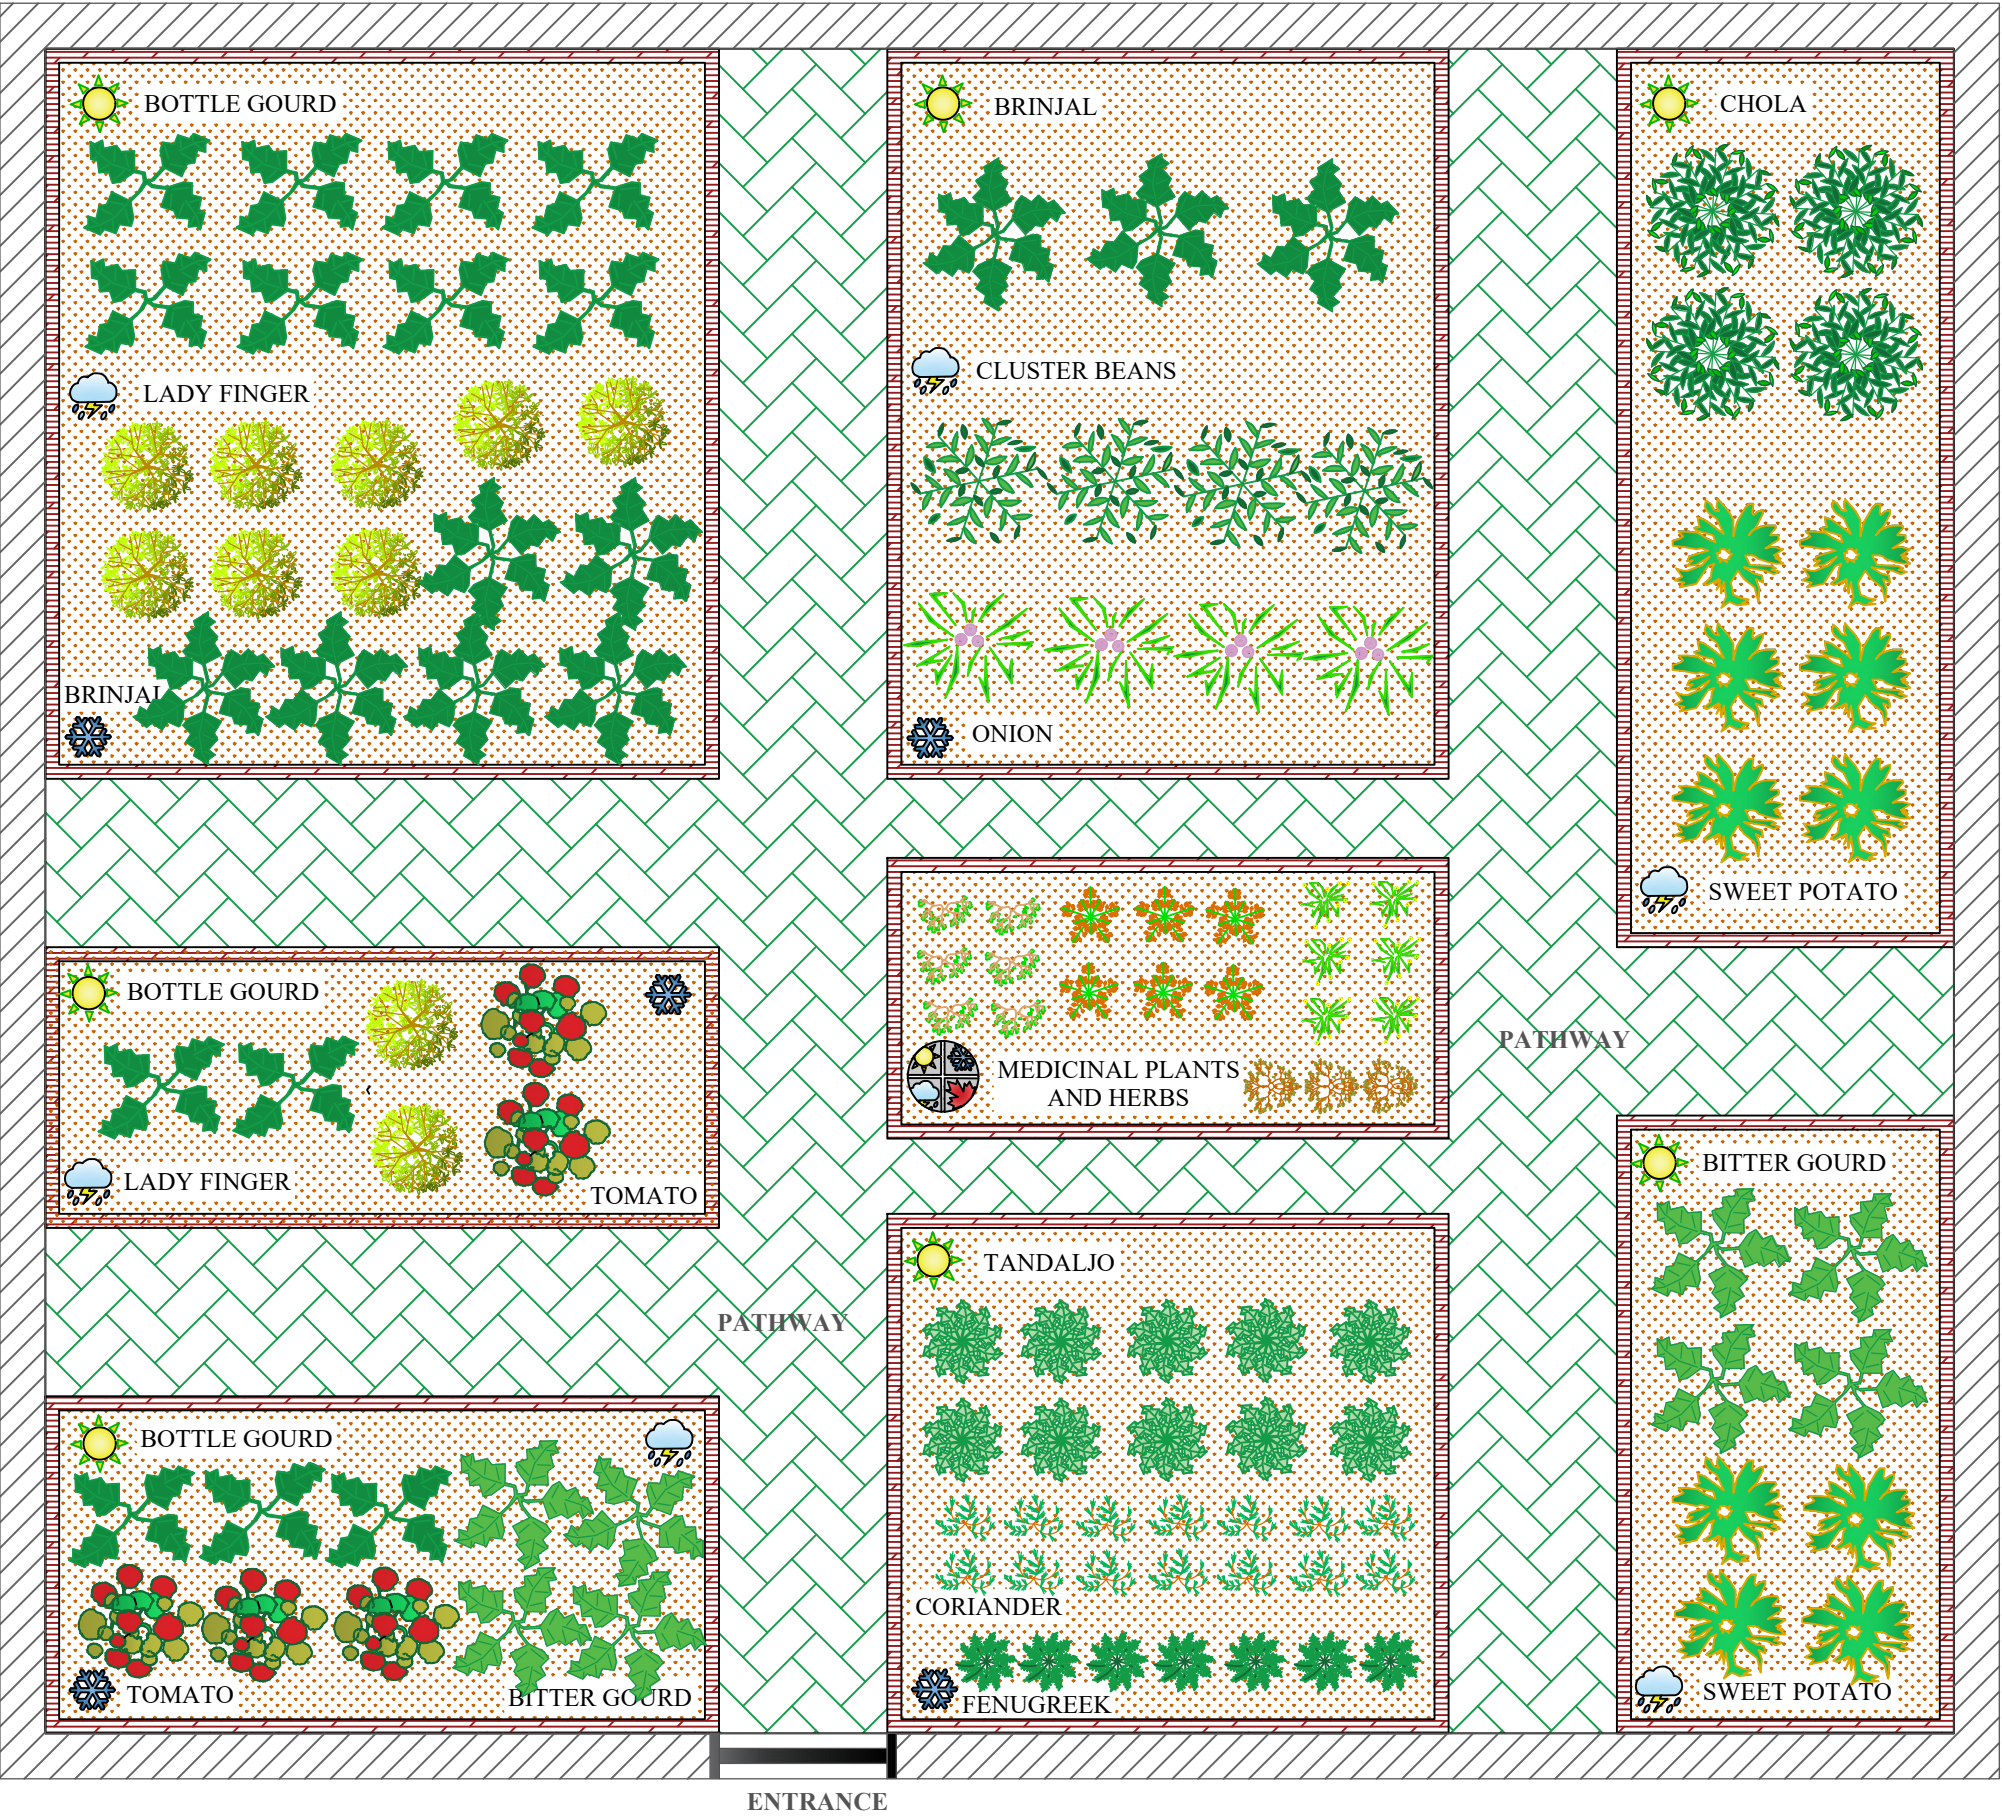 BOTTLE GOURD
LADY FINGER
BRINJAL
BRINJAL
CLUSTER BEANS
ONION
CHOLA
SWEET POTATO
BOTTLE GOURD
LADY FINGER
TOMATO
MEDICINAL PLANTS
AND HERBS
PATHWAY
BITTER GOURD
SWEET POTATO
PATHWAY
BOTTLE GOURD
TOMATO
BITTER GOURD
TANDALJO
CORIANDER
FENUGREEK
ENTRANCE